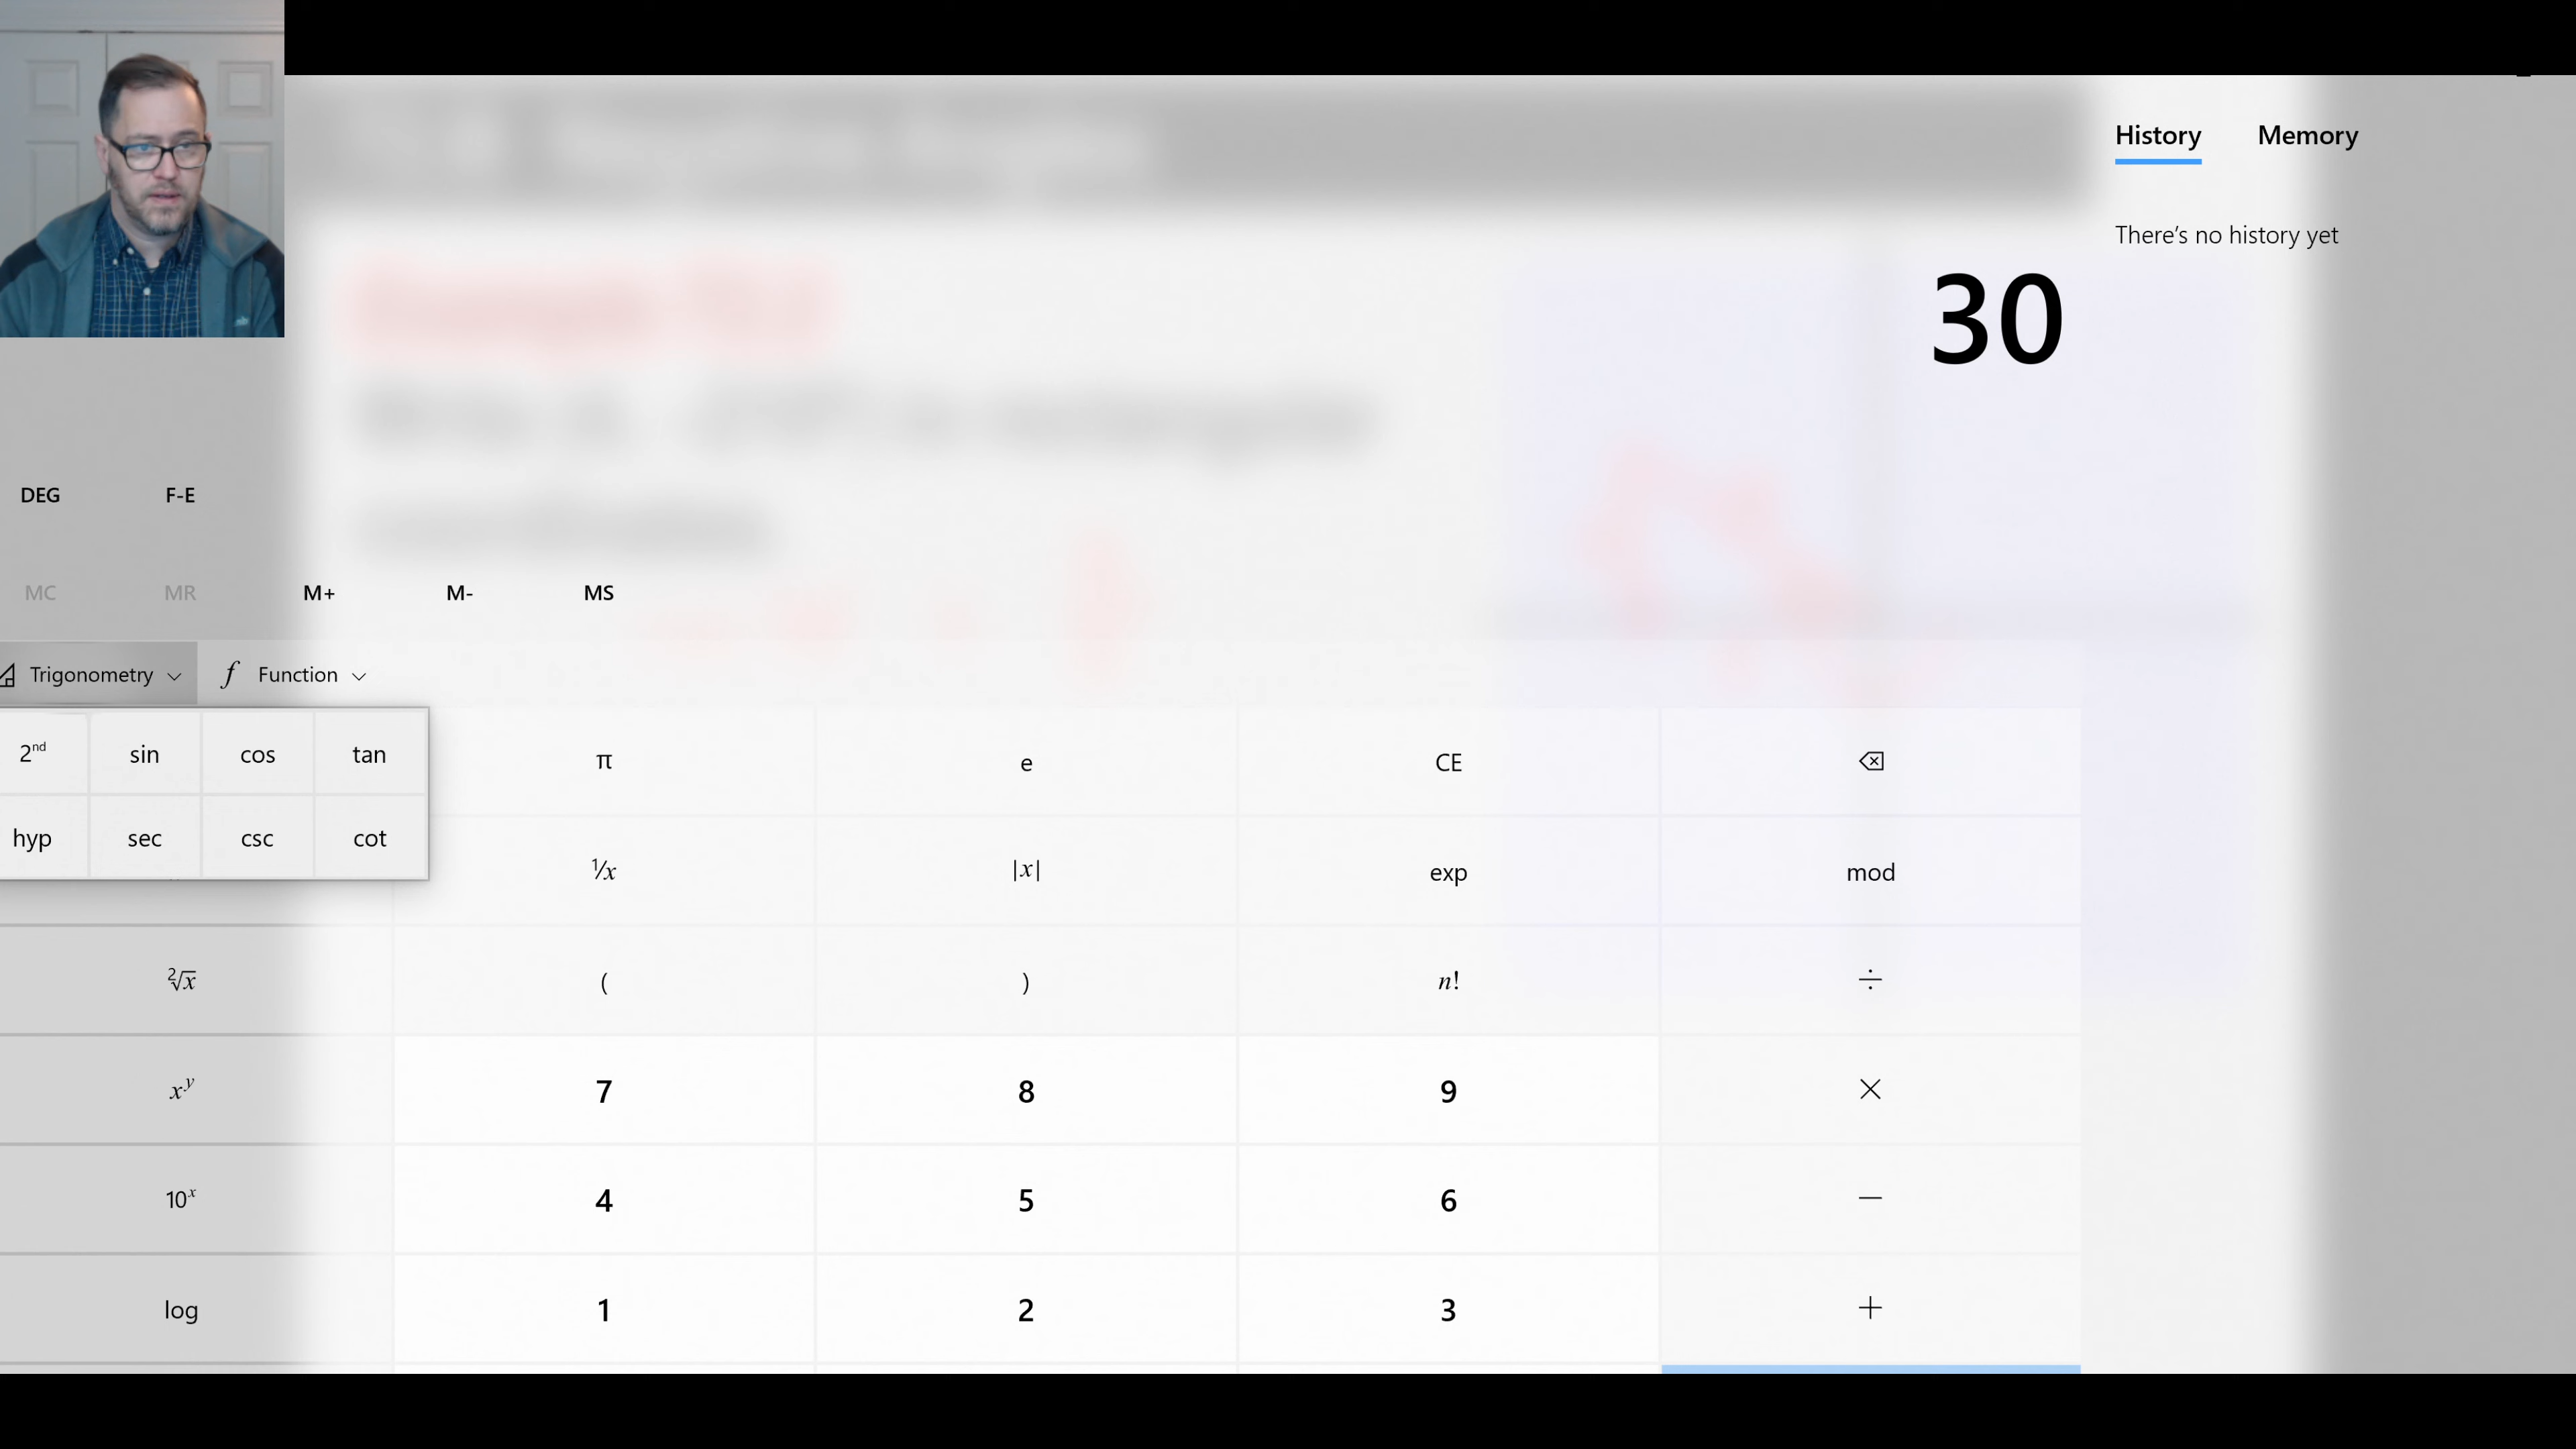 History Memory
There's no history yet
30
DEG F-E
MC MR M+ M- MS
Trigonometry f Function
2ⁿᵈ sin cos tan
hyp sec csc cot
π e CE
⅟x |x| exp mod
²√x ( ) n! ÷
xʸ 7 8 9 ×
10ˣ 4 5 6 −
log 1 2 3 +